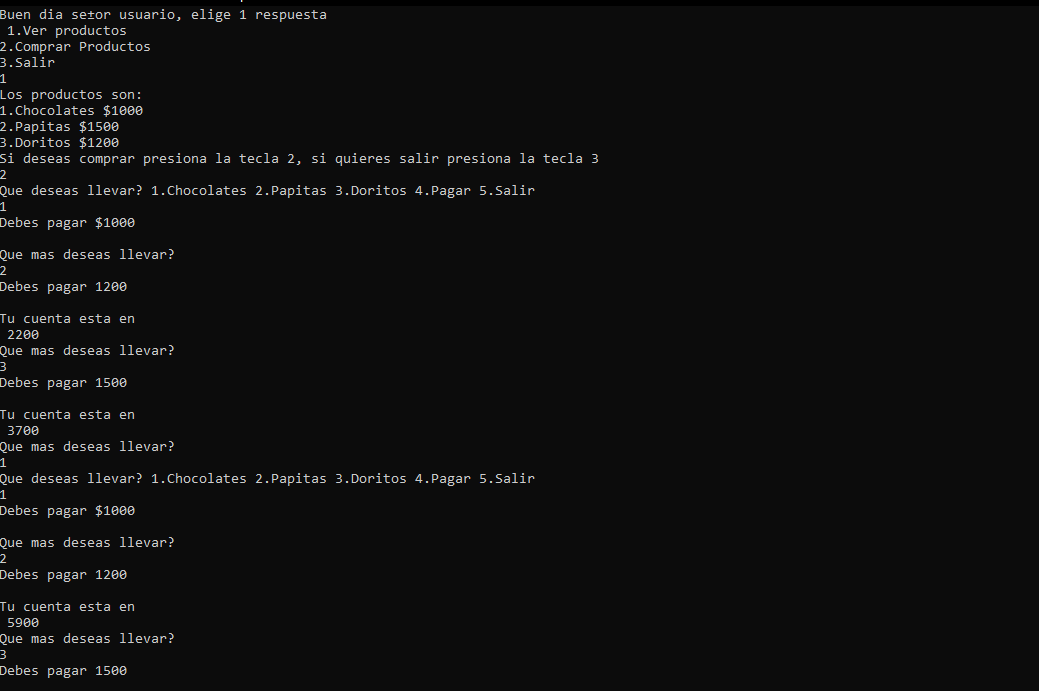 Buen dia se±or usuario, elige 1 respuesta
1.Ver productos
2.Comprar Productos
3.Salir
1
Los productos son:
1.Chocolates $1000
2.Papitas $1500
3.Doritos $1200
Si deseas comprar presiona la tecla 2, si quieres salir presiona la tecla 3
2
Que deseas llevar? 1.Chocolates 2.Papitas 3.Doritos 4.Pagar 5.Salir
1
Debes pagar $1000
Que mas deseas llevar?
2
Debes pagar 1200
Tu cuenta esta en
2200
Que mas deseas llevar?
3
Debes pagar 1500
Tu cuenta esta en
3700
Que mas deseas llevar?
1
Que deseas llevar? 1.Chocolates 2.Papitas 3.Doritos 4.Pagar 5.Salir
1
Debes pagar $1000
Que mas deseas llevar?
2
Debes pagar 1200
Tu cuenta esta en
5900
Que mas deseas llevar?
3
Debes pagar 1500